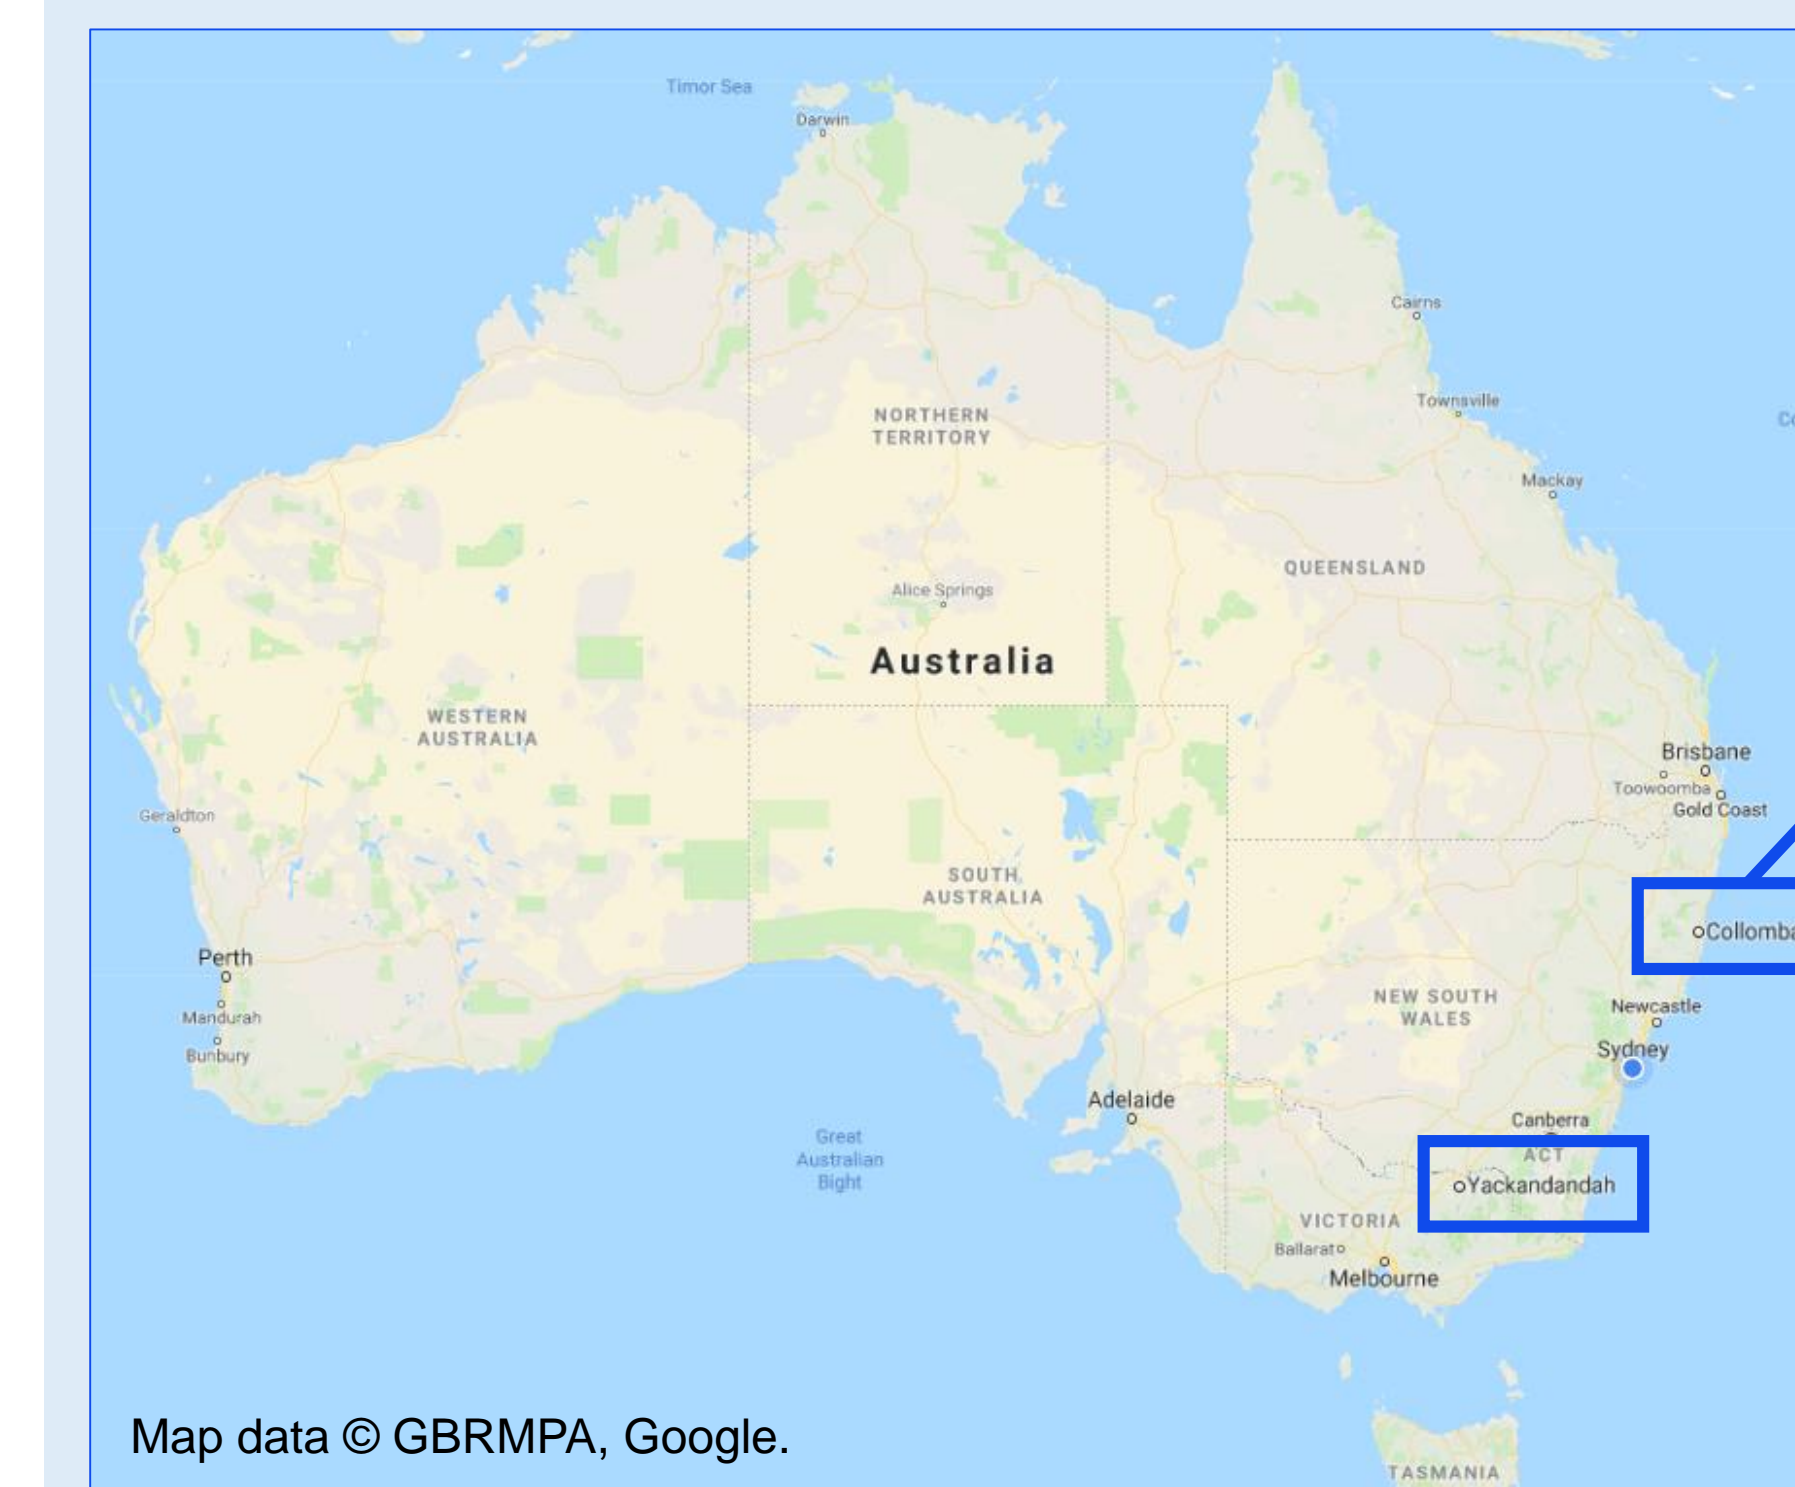 Timor Sea
Darwin
Cairns
Townsville
NORTHERN
TERRITORY
Mackay
QUEENSLAND
Alice Springs
Australia
WESTERN
AUSTRALIA
Brisbane
Toowoomba
Gold Coast
Geraldton
SOUTH
AUSTRALIA
Collomba
Perth
NEW SOUTH
WALES
Newcastle
Mandurah
Bunbury
Sydney
Adelaide
Canberra
Great
Australian
Bight
ACT
Yackandandah
VICTORIA
Ballarat
Melbourne
Map data © GBRMPA, Google.
TASMANIA